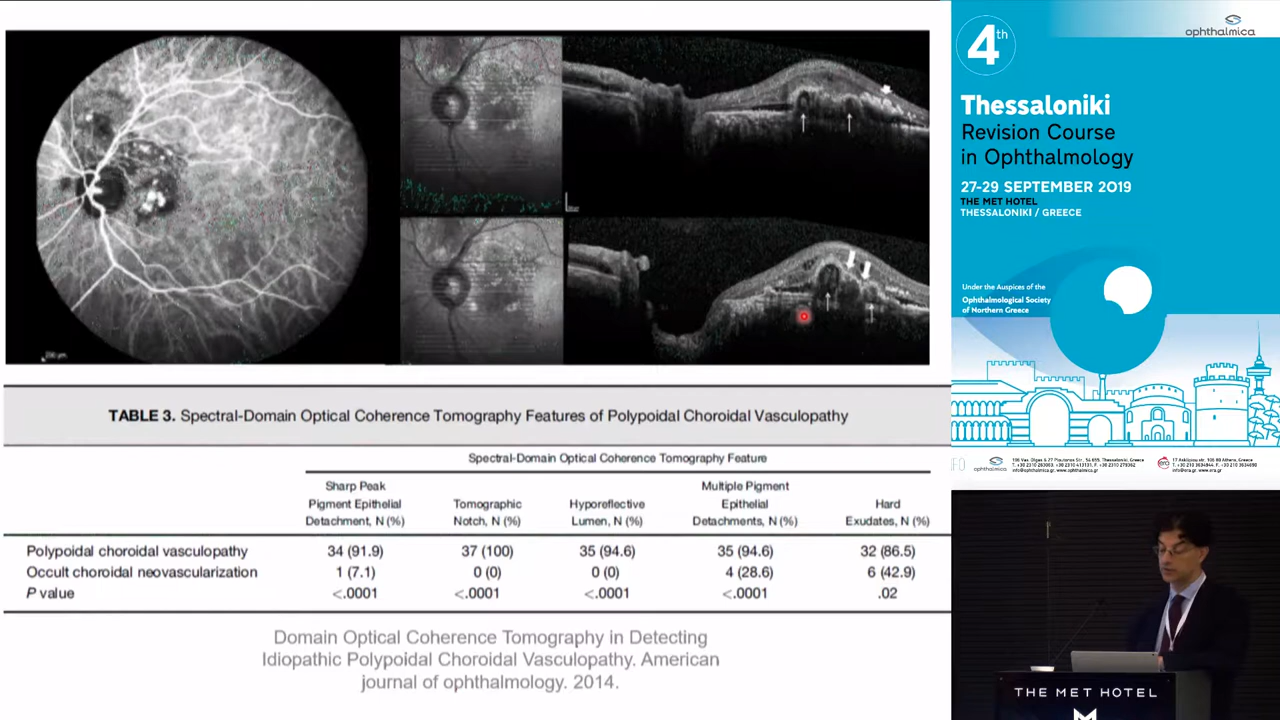 TABLE 3. Spectral-Domain Optical Coherence Tomography Features of Polypoidal Choroidal Vasculopathy
Spectral-Domain Optical Coherence Tomography Feature
Sharp Peak
Pigment Epithelial
Detachment, N (%)
Tomographic
Notch, N (%)
Hyporeflective
Lumen, N (%)
Multiple Pigment
Epithelial
Detachments, N (%)
Hard
Exudates, N (%)
Polypoidal choroidal vasculopathy 34 (91.9) 37 (100) 35 (94.6) 35 (94.6) 32 (86.5)
Occult choroidal neovascularization 1 (7.1) 0 (0) 0 (0) 4 (28.6) 6 (42.9)
P value <.0001 <.0001 <.0001 <.0001 .02
Domain Optical Coherence Tomography in Detecting
Idiopathic Polypoidal Choroidal Vasculopathy. American
journal of ophthalmology. 2014.
ophthalmica
4th
Thessaloniki
Revision Course
in Ophthalmology
27-29 SEPTEMBER 2019
THE MET HOTEL
THESSALONIKI / GREECE
Under the Auspices of the
Ophthalmological Society
of Northern Greece
ophthalmica
THE MET HOTEL
M